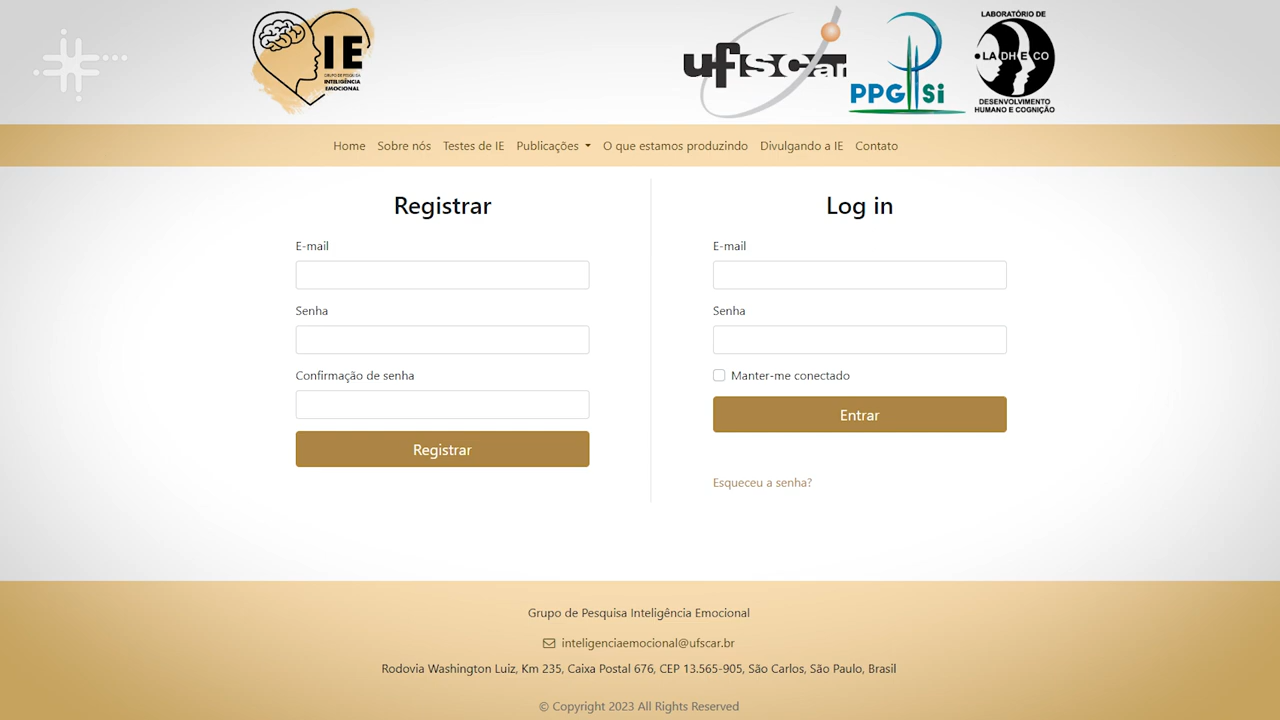 IE
GRUPO DE PESQUISA
INTELIGÊNCIA
EMOCIONAL
ufscar
PPGPSi
LABORATÓRIO DE
LADHECO
DESENVOLVIMENTO
HUMANO E COGNIÇÃO
Home Sobre nós Testes de IE Publicações O que estamos produzindo Divulgando a IE Contato
Registrar
E-mail
Senha
Confirmação de senha
Registrar
Log in
E-mail
Senha
Manter-me conectado
Entrar
Esqueceu a senha?
Grupo de Pesquisa Inteligência Emocional
inteligenciaemocional@ufscar.br
Rodovia Washington Luiz, Km 235, Caixa Postal 676, CEP 13.565-905, São Carlos, São Paulo, Brasil
© Copyright 2023 All Rights Reserved